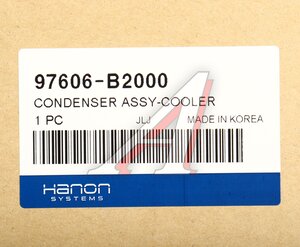 97606-B2000
CONDENSER ASSY-COOLER
1 PC JLJ MADE IN KOREA
Hanon
SYSTEMS